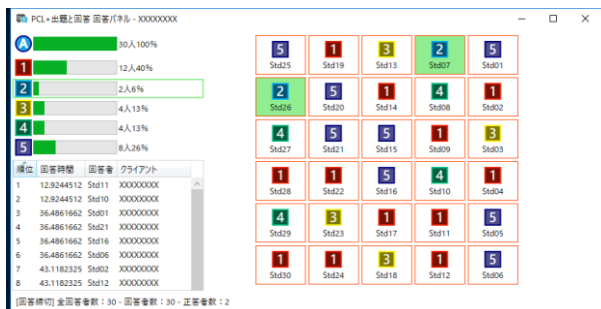 PCL+出題と回答 回答パネル - XXXXXXXX
A 30人100%
1 12人40%
2 2人6%
3 4人13%
4 4人13%
5 8人26%
順位 回答時間 回答者 クライアント
1 12.9244512 Std11 XXXXXXXX
2 12.9244512 Std10 XXXXXXXX
3 36.4861662 Std01 XXXXXXXX
4 36.4861662 Std21 XXXXXXXX
5 36.4861662 Std16 XXXXXXXX
6 36.4861662 Std06 XXXXXXXX
7 43.1182325 Std02 XXXXXXXX
8 43.1182325 Std12 XXXXXXXX
5 1 3 2 5
Std25 Std19 Std13 Std07 Std01
2 5 1 4 1
Std26 Std20 Std14 Std08 Std02
4 5 5 1 3
Std27 Std21 Std15 Std09 Std03
1 1 5 4 1
Std28 Std22 Std16 Std10 Std04
4 3 1 1 5
Std29 Std23 Std17 Std11 Std05
1 1 3 1 5
Std30 Std24 Std18 Std12 Std06
[回答締切] 全回答者数：30 - 回答者数：30 - 正答者数：2